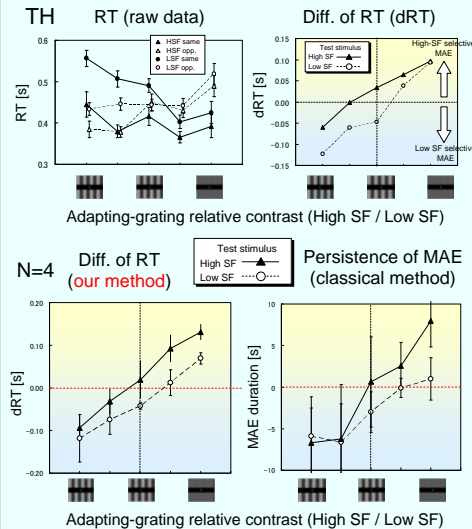 TH
RT (raw data)
Diff. of RT (dRT)
HSF same
HSF opp.
LSF same
LSF opp.
0.6
0.5
0.4
0.3
RT [s]
Test stimulus
High SF
Low SF
High-SF selective
MAE
Low SF selective
MAE
0.15
0.10
0.05
0.00
-0.05
-0.10
-0.15
dRT [s]
Adapting-grating relative contrast (High SF / Low SF)
N=4
Diff. of RT
(our method)
Test stimulus
High SF
Low SF
Persistence of MAE
(classical method)
0.20
0.10
0.00
-0.10
-0.20
dRT [s]
10
5
0
-5
-10
MAE duration [s]
Adapting-grating relative contrast (High SF / Low SF)